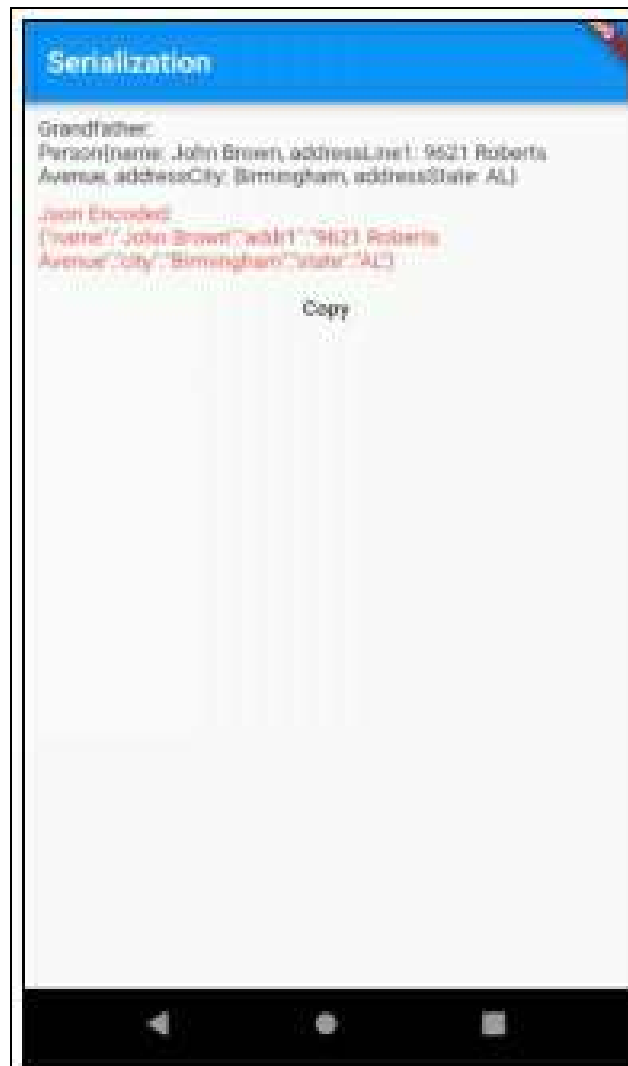 Serialization
Grandfather:
Person{name: John Brown, addressLine1: 9621 Roberts
Avenue, addressCity: Birmingham, addressState: AL}
Json Encoded:
{"name":"John Brown","addr1":"9621 Roberts
Avenue","city":"Birmingham","state":"AL"}
Copy